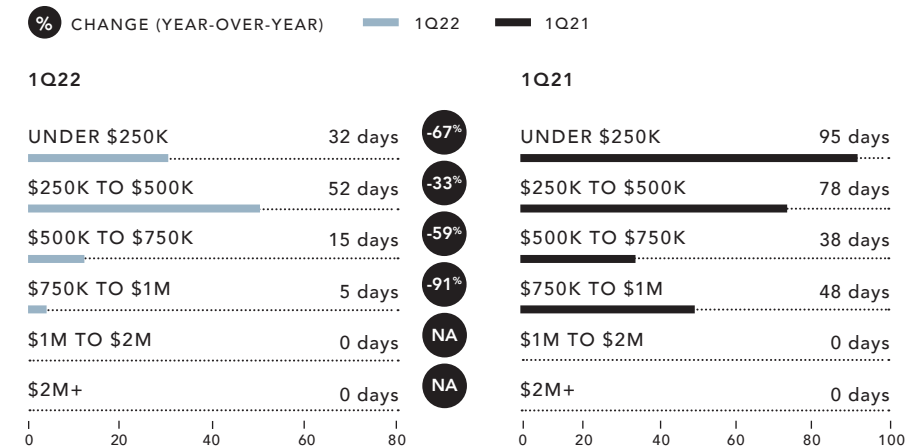 % CHANGE (YEAR-OVER-YEAR) 1Q22 1Q21
1Q22
UNDER $250K 32 days
$250K TO $500K 52 days
$500K TO $750K 15 days
$750K TO $1M 5 days
$1M TO $2M 0 days
$2M+ 0 days
0 20 40 60 80
-67%
-33%
-59%
-91%
NA
NA
1Q21
UNDER $250K 95 days
$250K TO $500K 78 days
$500K TO $750K 38 days
$750K TO $1M 48 days
$1M TO $2M 0 days
$2M+ 0 days
0 20 40 60 80 100